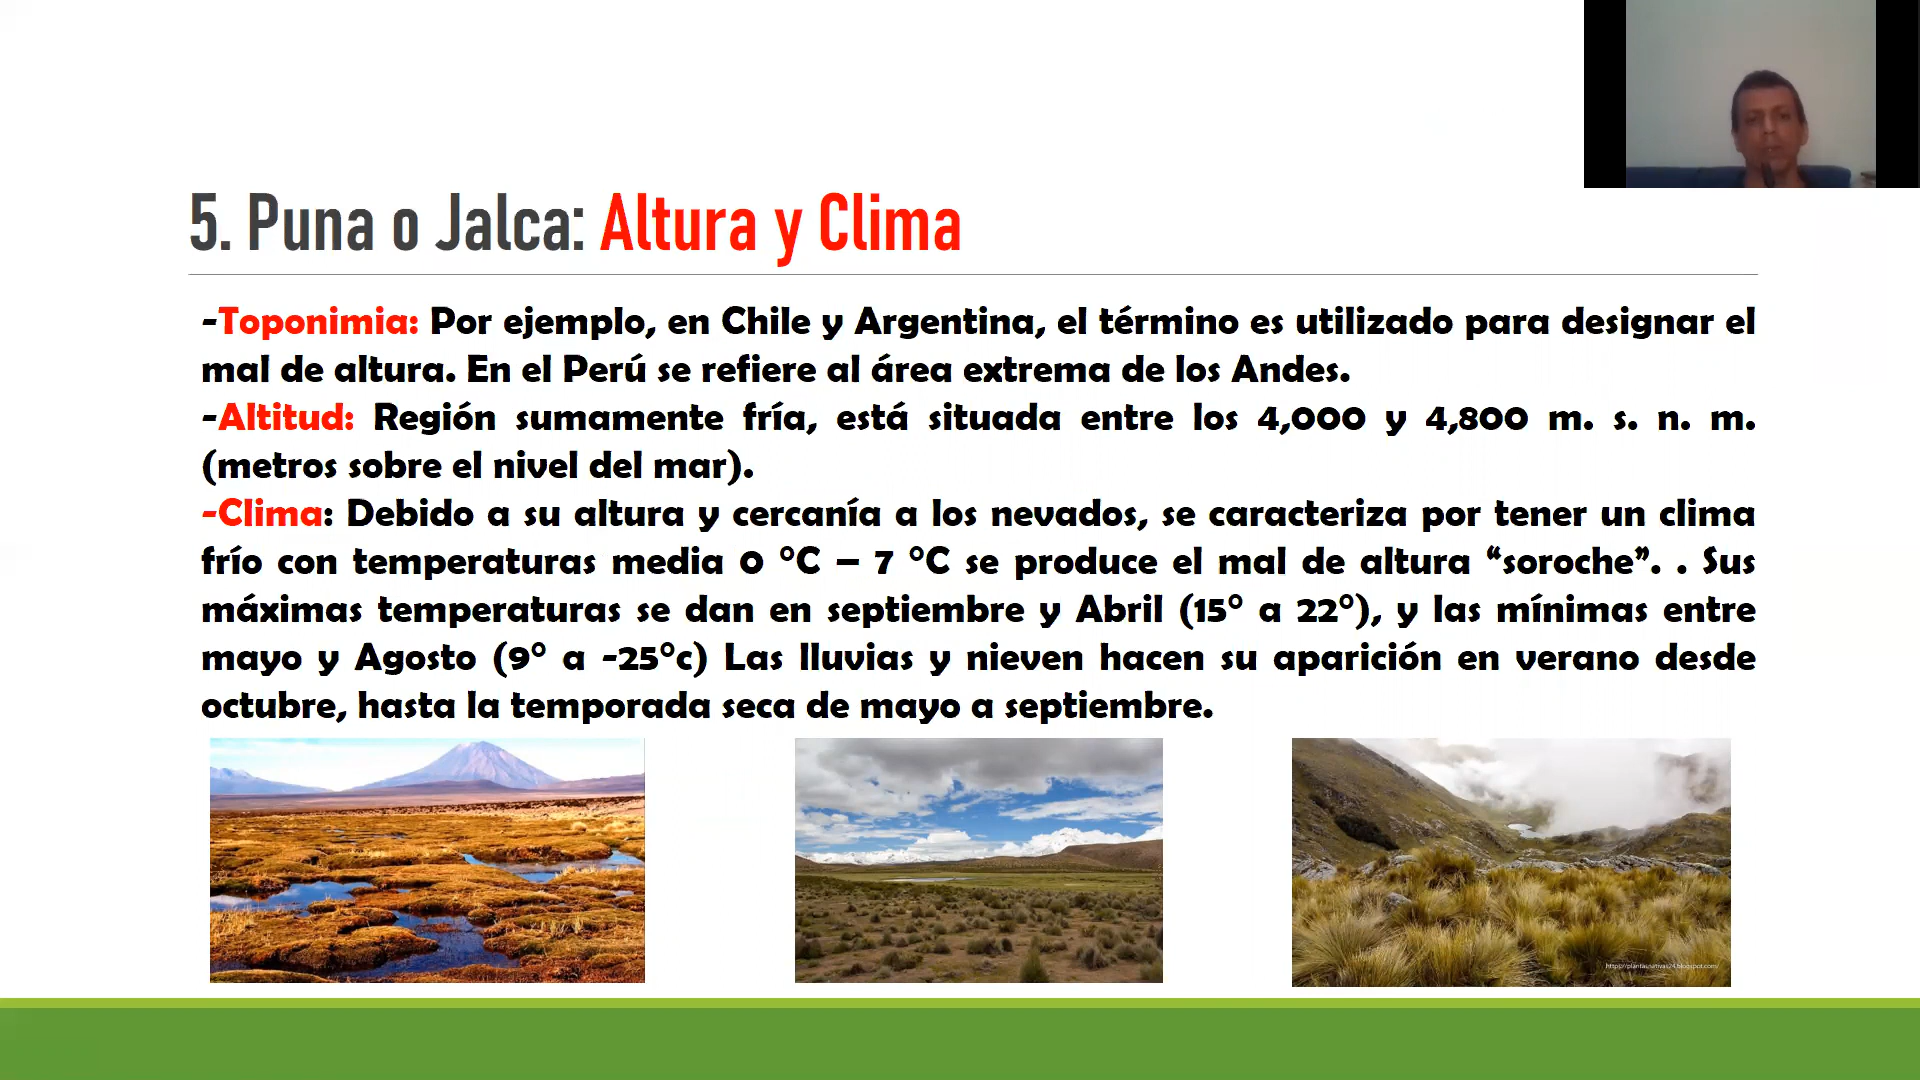 5. Puna o Jalca: Altura y Clima
-Toponimia: Por ejemplo, en Chile y Argentina, el término es utilizado para designar el
mal de altura. En el Perú se refiere al área extrema de los Andes.
-Altitud: Región sumamente fría, está situada entre los 4,000 y 4,800 m. s. n. m.
(metros sobre el nivel del mar).
-Clima: Debido a su altura y cercanía a los nevados, se caracteriza por tener un clima
frío con temperaturas media 0 °C – 7 °C se produce el mal de altura “soroche”. . Sus
máximas temperaturas se dan en septiembre y Abril (15° a 22°), y las mínimas entre
mayo y Agosto (9° a -25°c) Las lluvias y nieven hacen su aparición en verano desde
octubre, hasta la temporada seca de mayo a septiembre.